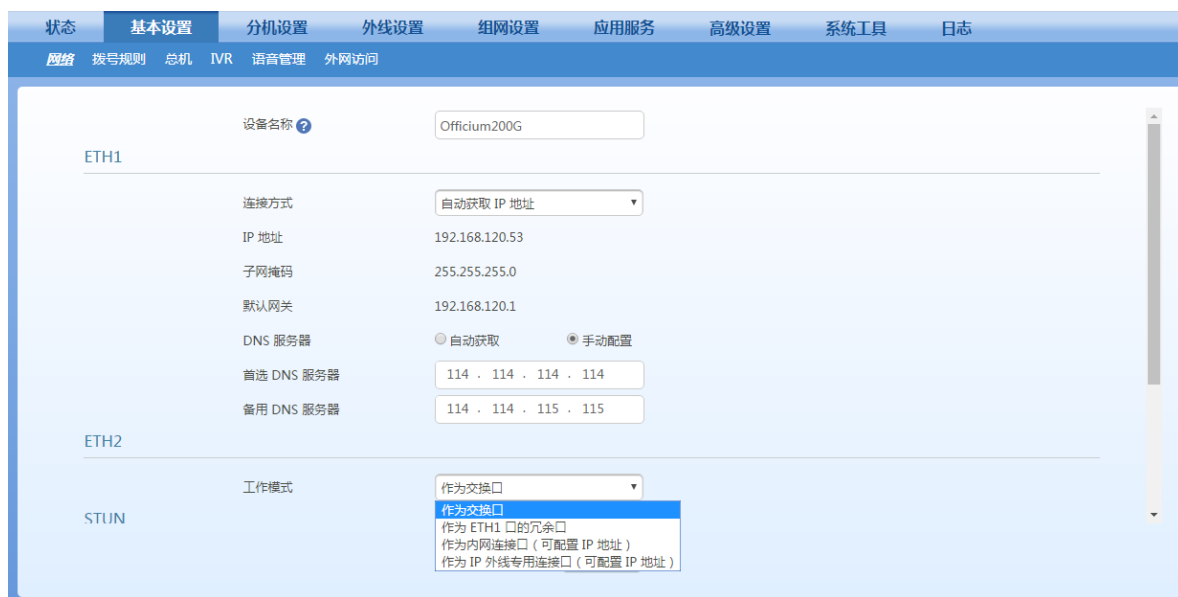 状态 基本设置 分机设置 外线设置 组网设置 应用服务 高级设置 系统工具 日志
网络 拨号规则 总机 IVR 语音管理 外网访问
设备名称 ? Officium200G
ETH1
连接方式 自动获取 IP 地址
IP 地址 192.168.120.53
子网掩码 255.255.255.0
默认网关 192.168.120.1
DNS 服务器 自动获取 手动配置
首选 DNS 服务器 114 . 114 . 114 . 114
备用 DNS 服务器 114 . 114 . 115 . 115
ETH2
工作模式 作为交换口
STUN
作为交换口
作为 ETH1 口的冗余口
作为内网连接口 ( 可配置 IP 地址 )
作为 IP 外线专用连接口 ( 可配置 IP 地址 )